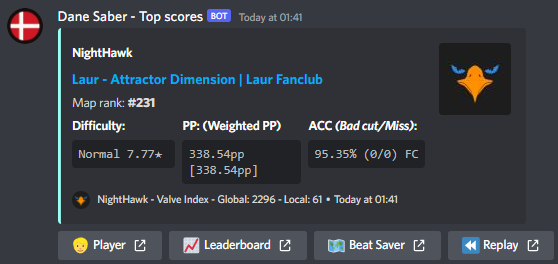 Dane Saber - Top scores BOT Today at 01:41
NightHawk
Laur - Attractor Dimension | Laur Fanclub
Map rank: #231
Difficulty: PP: (Weighted PP) ACC (Bad cut/Miss):
Normal 7.77★ 338.54pp 95.35% (0/0) FC
[338.54pp]
NightHawk - Valve Index - Global: 2296 - Local: 61 • Today at 01:41
Player Leaderboard Beat Saver Replay